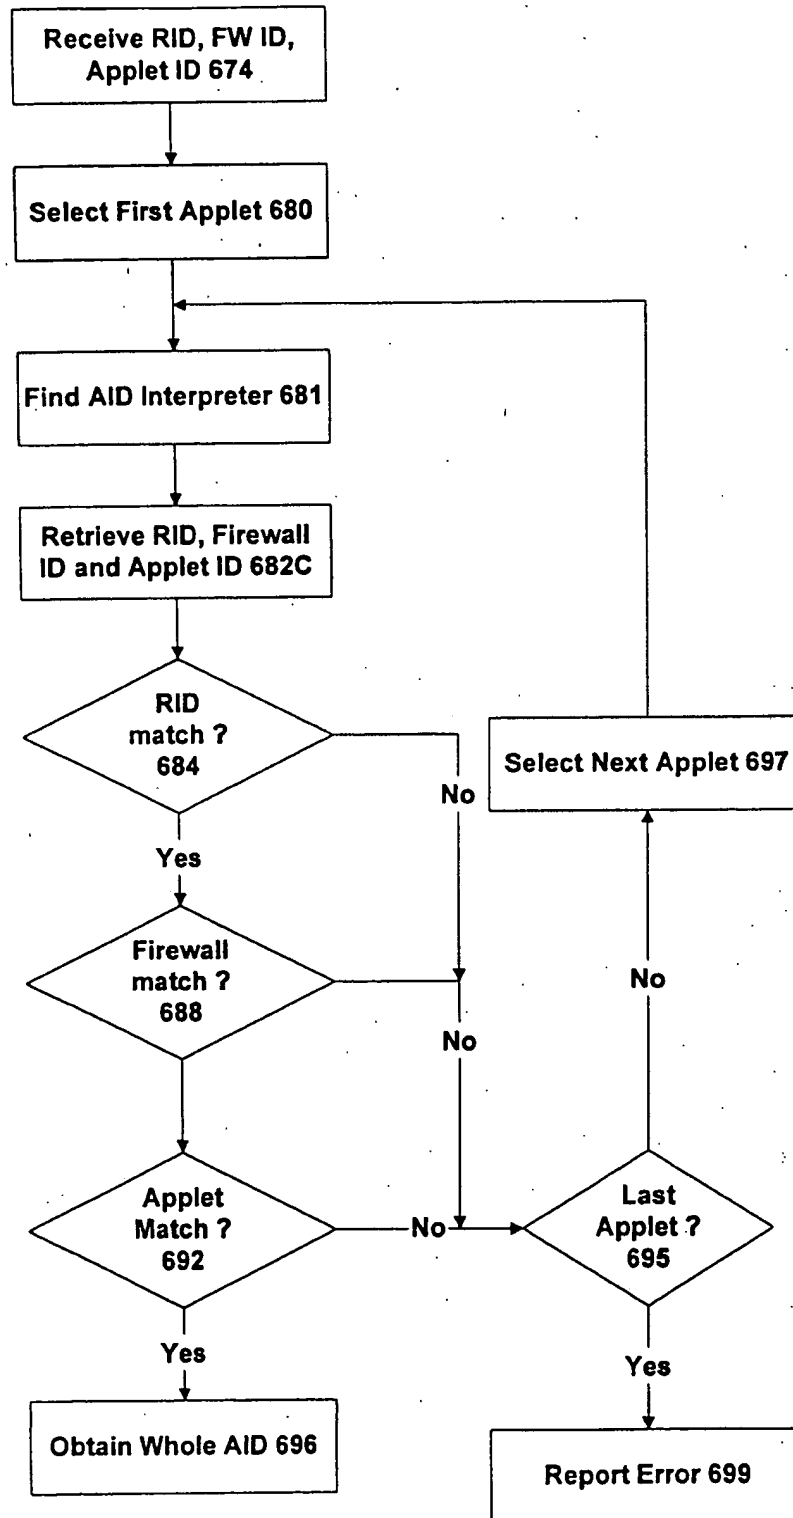 Receive RID, FW ID,
Applet ID 674
Select First Applet 680
Find AID Interpreter 681
Retrieve RID, Firewall
ID and Applet ID 682C
RID
match ?
684
No
Select Next Applet 697
Yes
Firewall
match ?
688
No
No
Applet
Match ?
692
No
Last
Applet ?
695
Yes
Yes
Obtain Whole AID 696
Report Error 699